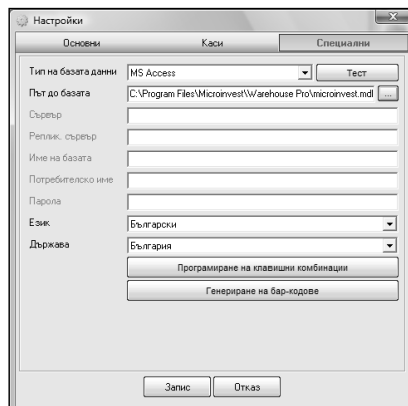 Настройки
Основни Каси Специални
Тип на базата данни MS Access Тест
Път до базата C:\Program Files\Microinvest\Warehouse Pro\microinvest.md ...
Сървър
Реплик. сървър
Име на базата
Потребителско име
Парола
Език Български
Държава България
Програмиране на клавишни комбинации
Генериране на бар-кодове
Запис Отказ